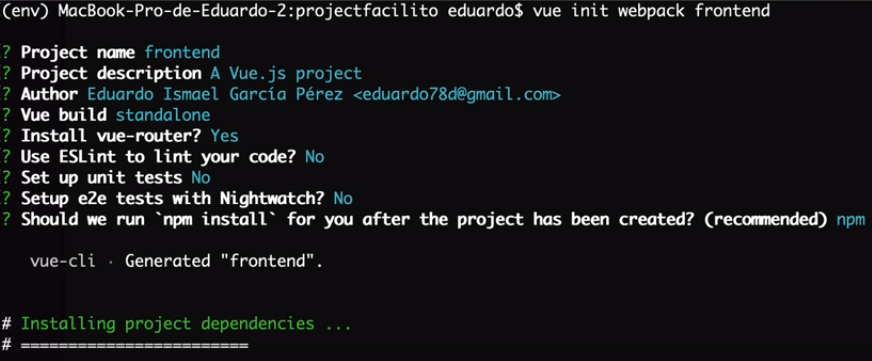 (env) MacBook-Pro-de-Eduardo-2:projectfacilito eduardo$ vue init webpack frontend
? Project name frontend
? Project description A Vue.js project
? Author Eduardo Ismael García Pérez <eduardo78d@gmail.com>
? Vue build standalone
? Install vue-router? Yes
? Use ESLint to lint your code? No
? Set up unit tests No
? Setup e2e tests with Nightwatch? No
? Should we run `npm install` for you after the project has been created? (recommended) npm
vue-cli · Generated "frontend".
# Installing project dependencies ...
# ========================